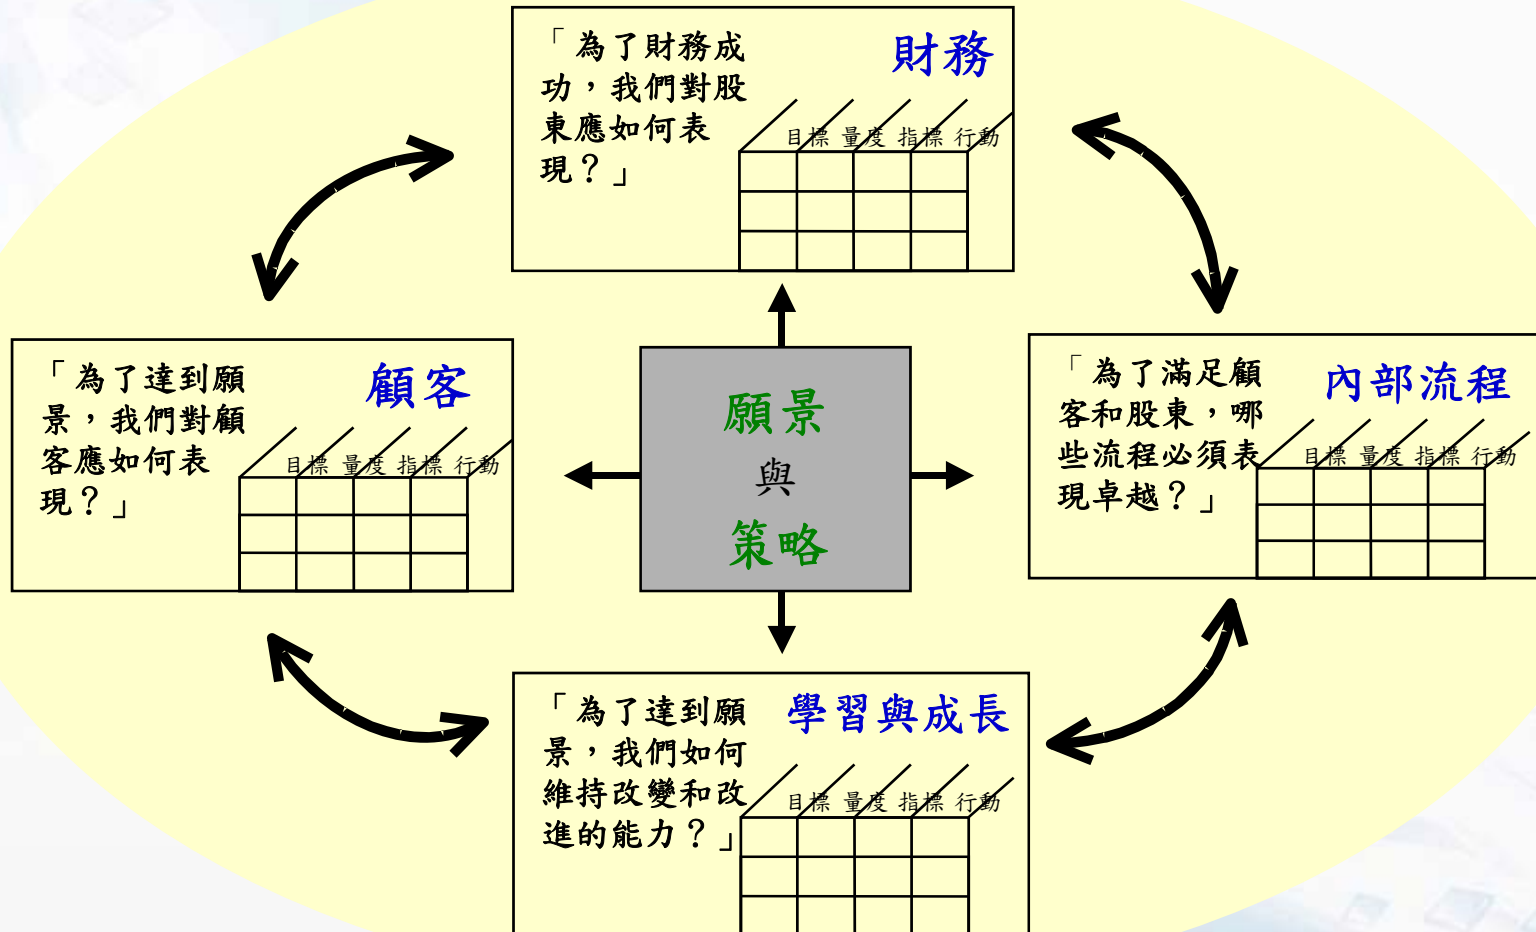 「為了財務成
功，我們對股
東應如何表
現？」
財務
目標 量度 指標 行動
「為了達到願
景，我們對顧
客應如何表
現？」
顧客
目標 量度 指標 行動
願景
與
策略
「為了滿足顧
客和股東，哪
些流程必須表
現卓越？」
內部流程
目標 量度 指標 行動
「為了達到願
景，我們如何
維持改變和改
進的能力？」
學習與成長
目標 量度 指標 行動